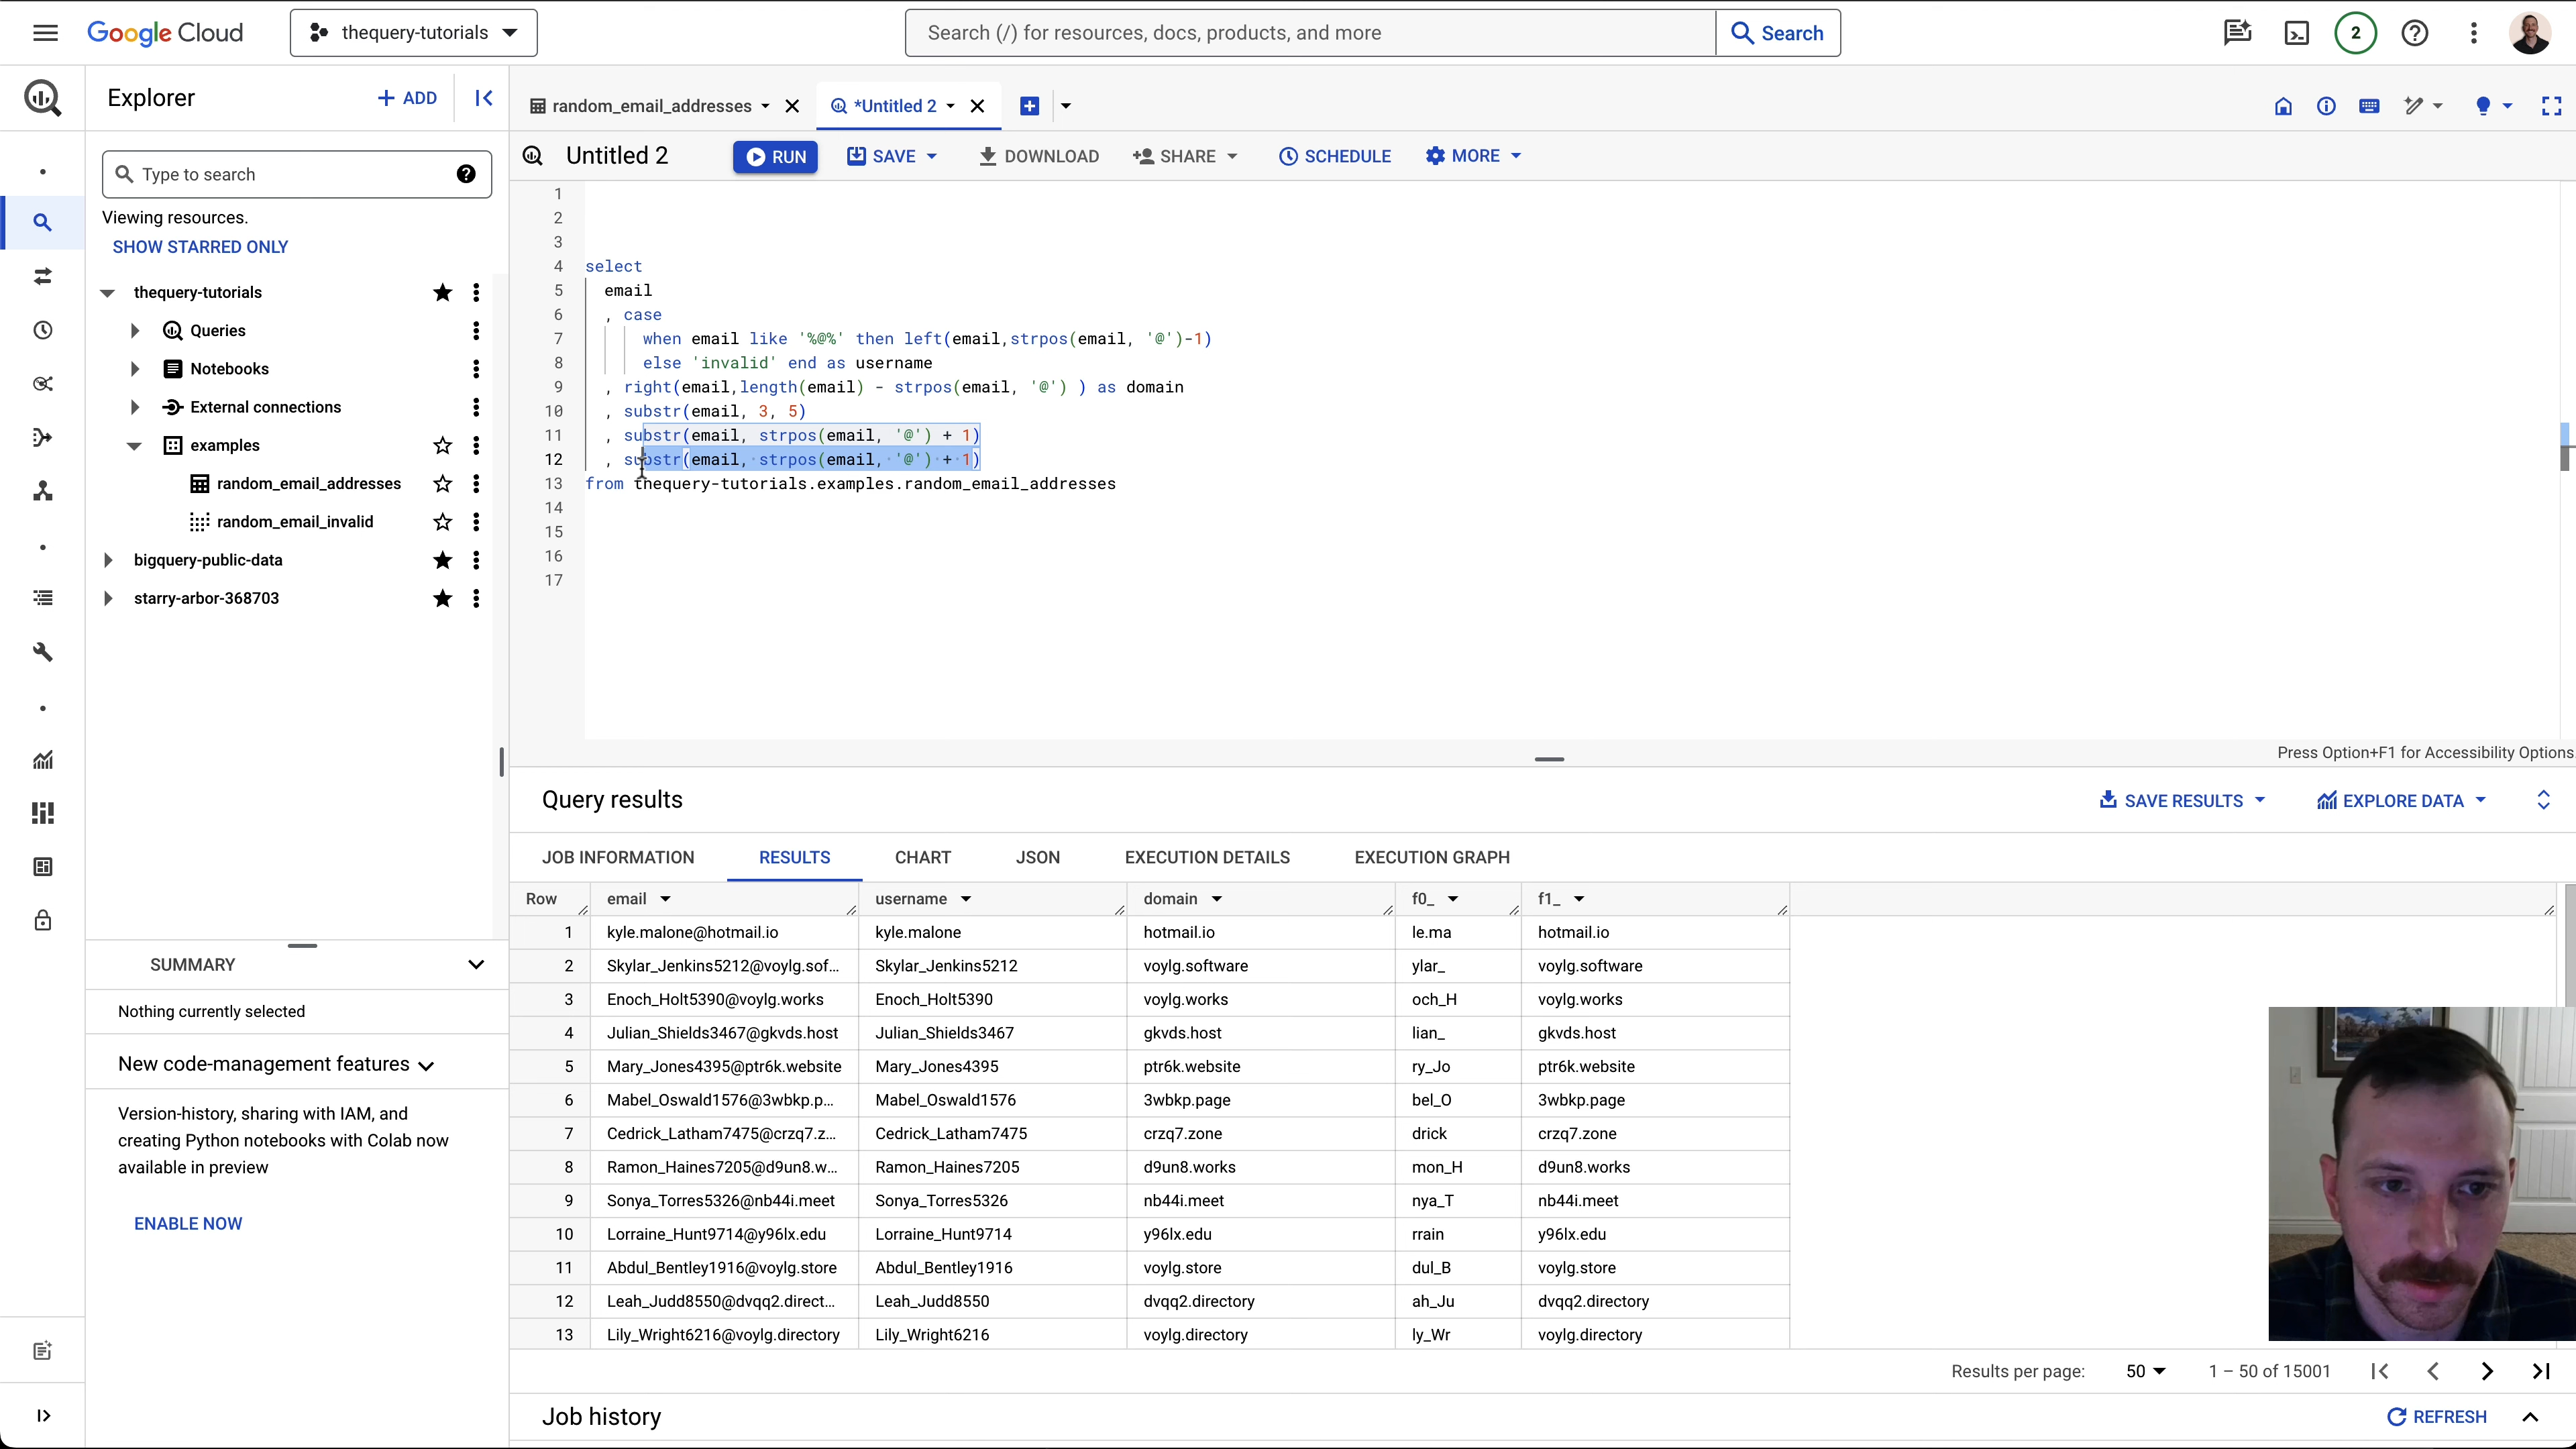 Google Cloud
thequery-tutorials
Search (/) for resources, docs, products, and more
Search
2
Explorer
ADD
random_email_addresses
*Untitled 2
Type to search
Untitled 2
RUN
SAVE
DOWNLOAD
SHARE
SCHEDULE
MORE
Viewing resources.
SHOW STARRED ONLY
thequery-tutorials
Queries
Notebooks
External connections
examples
random_email_addresses
random_email_invalid
bigquery-public-data
starry-arbor-368703
1
2
3
4 select
5 email
6 , case
7 when email like '%@%' then left(email,strpos(email, '@')-1)
8 else 'invalid' end as username
9 , right(email,length(email) - strpos(email, '@') ) as domain
10 , substr(email, 3, 5)
11 , substr(email, strpos(email, '@') + 1)
12 , substr(email, strpos(email, '@') + 1)
13 from thequery-tutorials.examples.random_email_addresses
14
15
16
17
Press Option+F1 for Accessibility Options.
SUMMARY
Nothing currently selected
New code-management features
Version-history, sharing with IAM, and
creating Python notebooks with Colab now
available in preview
ENABLE NOW
Query results
SAVE RESULTS
EXPLORE DATA
JOB INFORMATION RESULTS CHART JSON EXECUTION DETAILS EXECUTION GRAPH
Row email username domain f0_ f1_
1 kyle.malone@hotmail.io kyle.malone hotmail.io le.ma hotmail.io
2 Skylar_Jenkins5212@voylg.sof... Skylar_Jenkins5212 voylg.software ylar_ voylg.software
3 Enoch_Holt5390@voylg.works Enoch_Holt5390 voylg.works och_H voylg.works
4 Julian_Shields3467@gkvds.host Julian_Shields3467 gkvds.host lian_ gkvds.host
5 Mary_Jones4395@ptr6k.website Mary_Jones4395 ptr6k.website ry_Jo ptr6k.website
6 Mabel_Oswald1576@3wbkp.p... Mabel_Oswald1576 3wbkp.page bel_O 3wbkp.page
7 Cedrick_Latham7475@crzq7.z... Cedrick_Latham7475 crzq7.zone drick crzq7.zone
8 Ramon_Haines7205@d9un8.w... Ramon_Haines7205 d9un8.works mon_H d9un8.works
9 Sonya_Torres5326@nb44i.meet Sonya_Torres5326 nb44i.meet nya_T nb44i.meet
10 Lorraine_Hunt9714@y96lx.edu Lorraine_Hunt9714 y96lx.edu rrain y96lx.edu
11 Abdul_Bentley1916@voylg.store Abdul_Bentley1916 voylg.store dul_B voylg.store
12 Leah_Judd8550@dvqq2.direct... Leah_Judd8550 dvqq2.directory ah_Ju dvqq2.directory
13 Lily_Wright6216@voylg.directory Lily_Wright6216 voylg.directory ly_Wr voylg.directory
Results per page: 50 1 – 50 of 15001
Job history
REFRESH